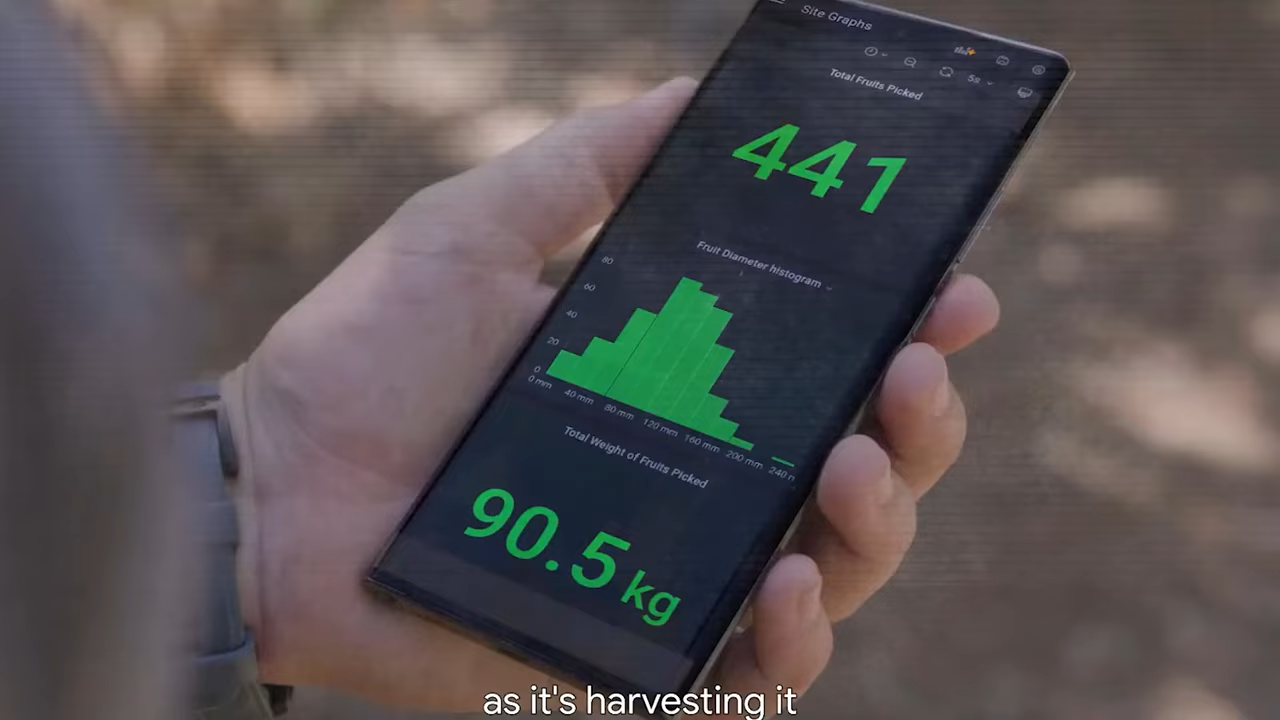 Site Graphs
5s
Total Fruits Picked
441
Fruit Diameter histogram
80
60
40
20
0
0 mm 40 mm 80 mm 120 mm 160 mm 200 mm 240 n
Total Weight of Fruits Picked
90.5 kg
as it's harvesting it